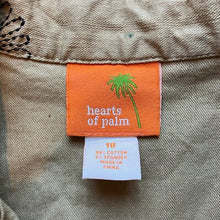 hearts
of palm
18
98% COTTON
2% SPANDEX
MADE IN
CHINA